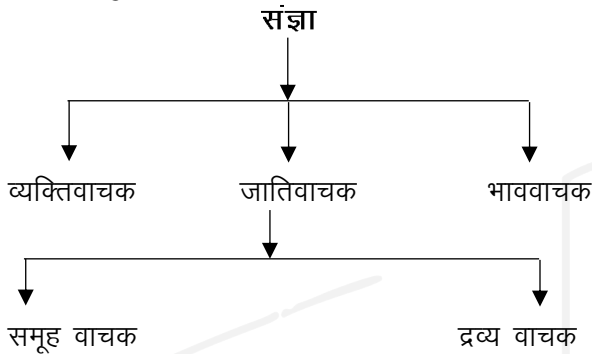 संज्ञा
व्यक्तिवाचक जातिवाचक भाववाचक
समूह वाचक द्रव्य वाचक